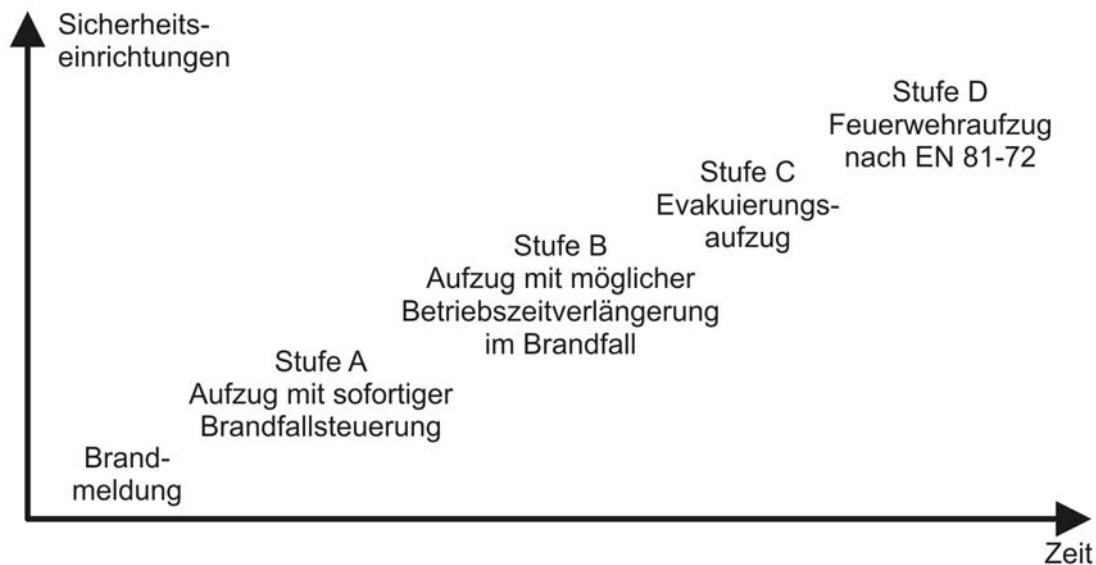 Sicherheits-
einrichtungen
Stufe D
Feuerwehraufzug
nach EN 81-72
Stufe C
Evakuierungs-
aufzug
Stufe B
Aufzug mit möglicher
Betriebszeitverlängerung
im Brandfall
Stufe A
Aufzug mit sofortiger
Brandfallsteuerung
Brand-
meldung
Zeit